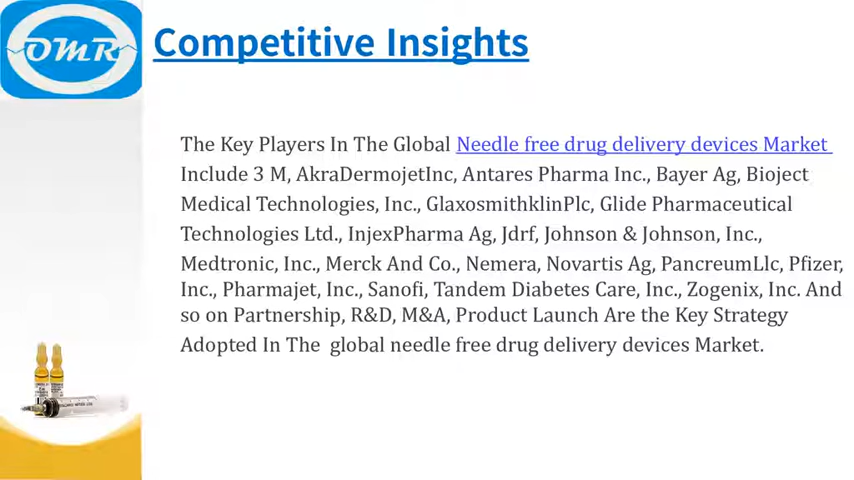 OMR
Competitive Insights
The Key Players In The Global Needle free drug delivery devices Market
Include 3 M, AkraDermojetInc, Antares Pharma Inc., Bayer Ag, Bioject
Medical Technologies, Inc., GlaxosmithklinPlc, Glide Pharmaceutical
Technologies Ltd., InjexPharma Ag, Jdrf, Johnson & Johnson, Inc.,
Medtronic, Inc., Merck And Co., Nemera, Novartis Ag, PancreumLlc, Pfizer,
Inc., Pharmajet, Inc., Sanofi, Tandem Diabetes Care, Inc., Zogenix, Inc. And
so on Partnership, R&D, M&A, Product Launch Are the Key Strategy
Adopted In The  global needle free drug delivery devices Market.